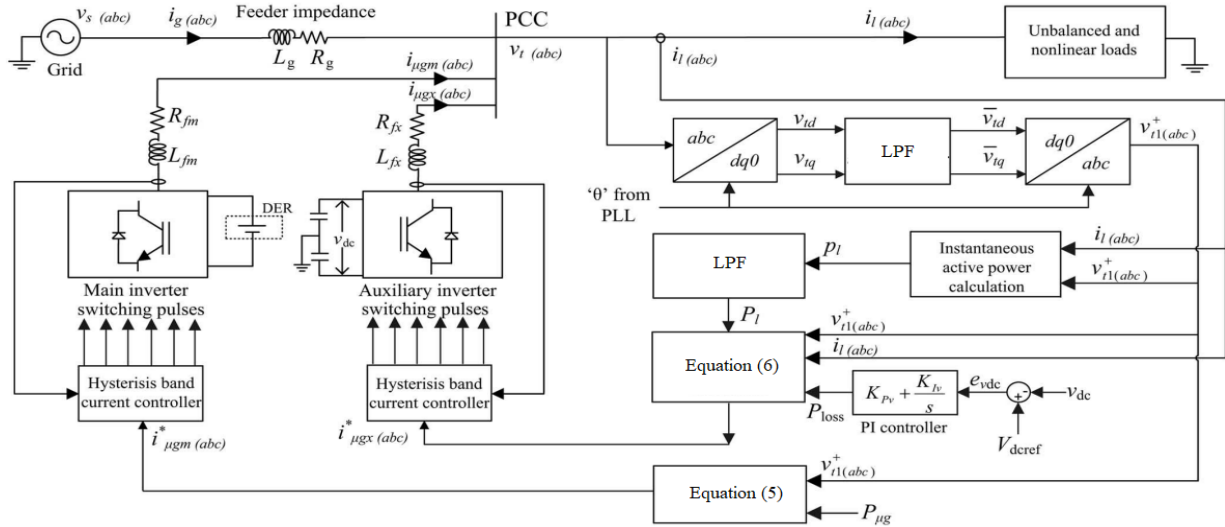 v_s (abc)
i_g (abc)
Feeder impedance
PCC
i_l (abc)
Unbalanced and
nonlinear loads
Grid
L_g R_g
v_t (abc)
i_l (abc)
i_μgm (abc)
i_μgx (abc)
R_fm
L_fm
R_fx
L_fx
abc
dq0
v_td
v_tq
LPF
v̅_td
v̅_tq
dq0
abc
v⁺_t1(abc)
‘θ’ from
PLL
DER
v_dc
Main inverter
switching pulses
Auxiliary inverter
switching pulses
LPF
p_l
Instantaneous
active power
calculation
i_l (abc)
v⁺_t1(abc)
P_l
Equation (6)
v⁺_t1(abc)
i_l (abc)
P_loss
K_Pv + K_Iv / s
PI controller
e_vdc
-
+
v_dc
V_dcref
Hysterisis band
current controller
Hysterisis band
current controller
i*_μgm (abc)
i*_μgx (abc)
Equation (5)
v⁺_t1(abc)
P_μg